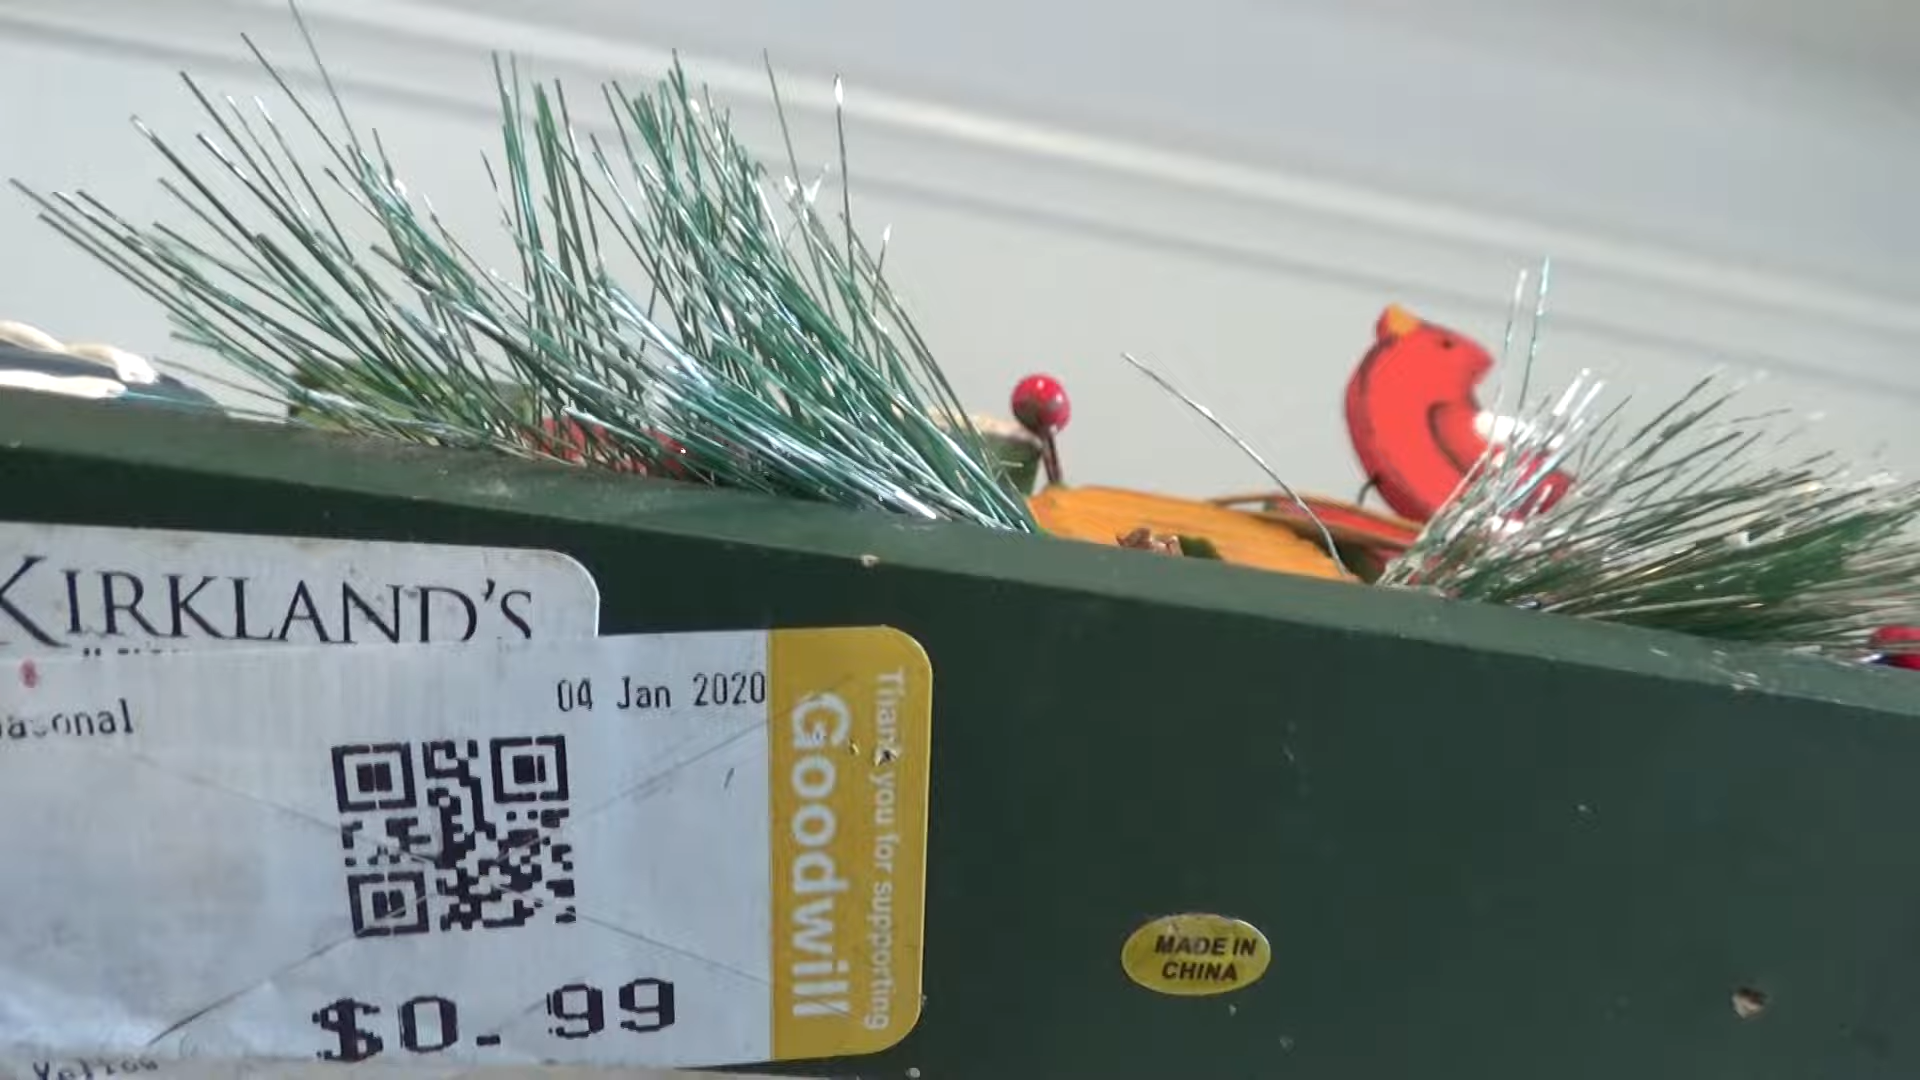 KIRKLAND'S
04 Jan 2020
$0.99
Thank you for supporting
Goodwill
MADE IN
CHINA